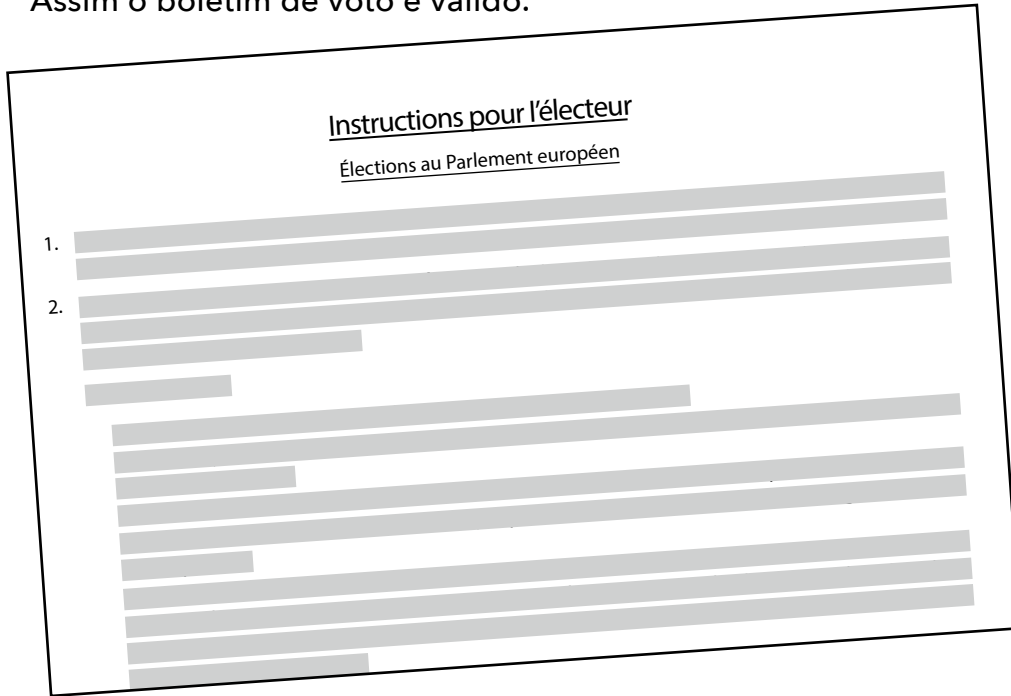 Assim o boletim de voto é válido.
Instructions pour l'électeur
Élections au Parlement européen
1.
2.